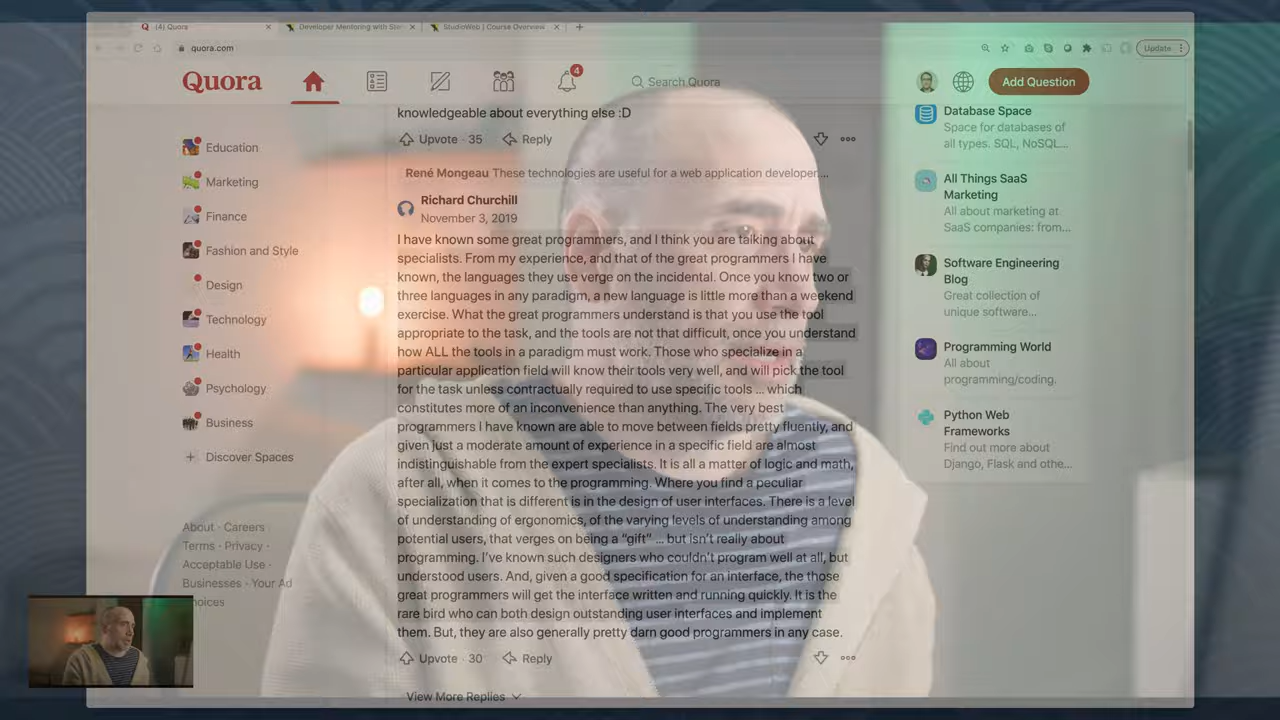 (4) Quora
Developer Mentoring with Stef
StudioWeb | Course Overview
quora.com
Update
Quora
4
Search Quora
Add Question
Education
Marketing
Finance
Fashion and Style
Design
Technology
Health
Psychology
Business
Discover Spaces
About · Careers ·
Terms · Privacy ·
Acceptable Use ·
Businesses · Your Ad
Choices
knowledgeable about everything else :D
Upvote · 35 Reply
René Mongeau These technologies are useful for a web application developer....
Richard Churchill
November 3, 2019
I have known some great programmers, and I think you are talking about
specialists. From my experience, and that of the great programmers I have
known, the languages they use verge on the incidental. Once you know two or
three languages in any paradigm, a new language is little more than a weekend
exercise. What the great programmers understand is that you use the tool
appropriate to the task, and the tools are not that difficult, once you understand
how ALL the tools in a paradigm must work. Those who specialize in a
particular application field will know their tools very well, and will pick the tool
for the task unless contractually required to use specific tools ... which
constitutes more of an inconvenience than anything. The very best
programmers I have known are able to move between fields pretty fluently, and
given just a moderate amount of experience in a specific field are almost
indistinguishable from the expert specialists. It is all a matter of logic and math,
after all, when it comes to the programming. Where you find a peculiar
specialization that is different is in the design of user interfaces. There is a level
of understanding of ergonomics, of the varying levels of understanding among
potential users, that verges on being a “gift” ... but isn’t really about
programming. I’ve known such designers who couldn’t program well at all, but
understood users. And, given a good specification for an interface, the those
great programmers will get the interface written and running quickly. It is the
rare bird who can both design outstanding user interfaces and implement
them. But, they are also generally pretty darn good programmers in any case.
Upvote · 30 Reply
View More Replies
Database Space
Space for databases of
all types. SQL, NoSQL...
All Things SaaS
Marketing
All about marketing at
SaaS companies: from...
Software Engineering
Blog
Great collection of
unique software...
Programming World
All about
programming/coding.
Python Web
Frameworks
Find out more about
Django, Flask and othe...